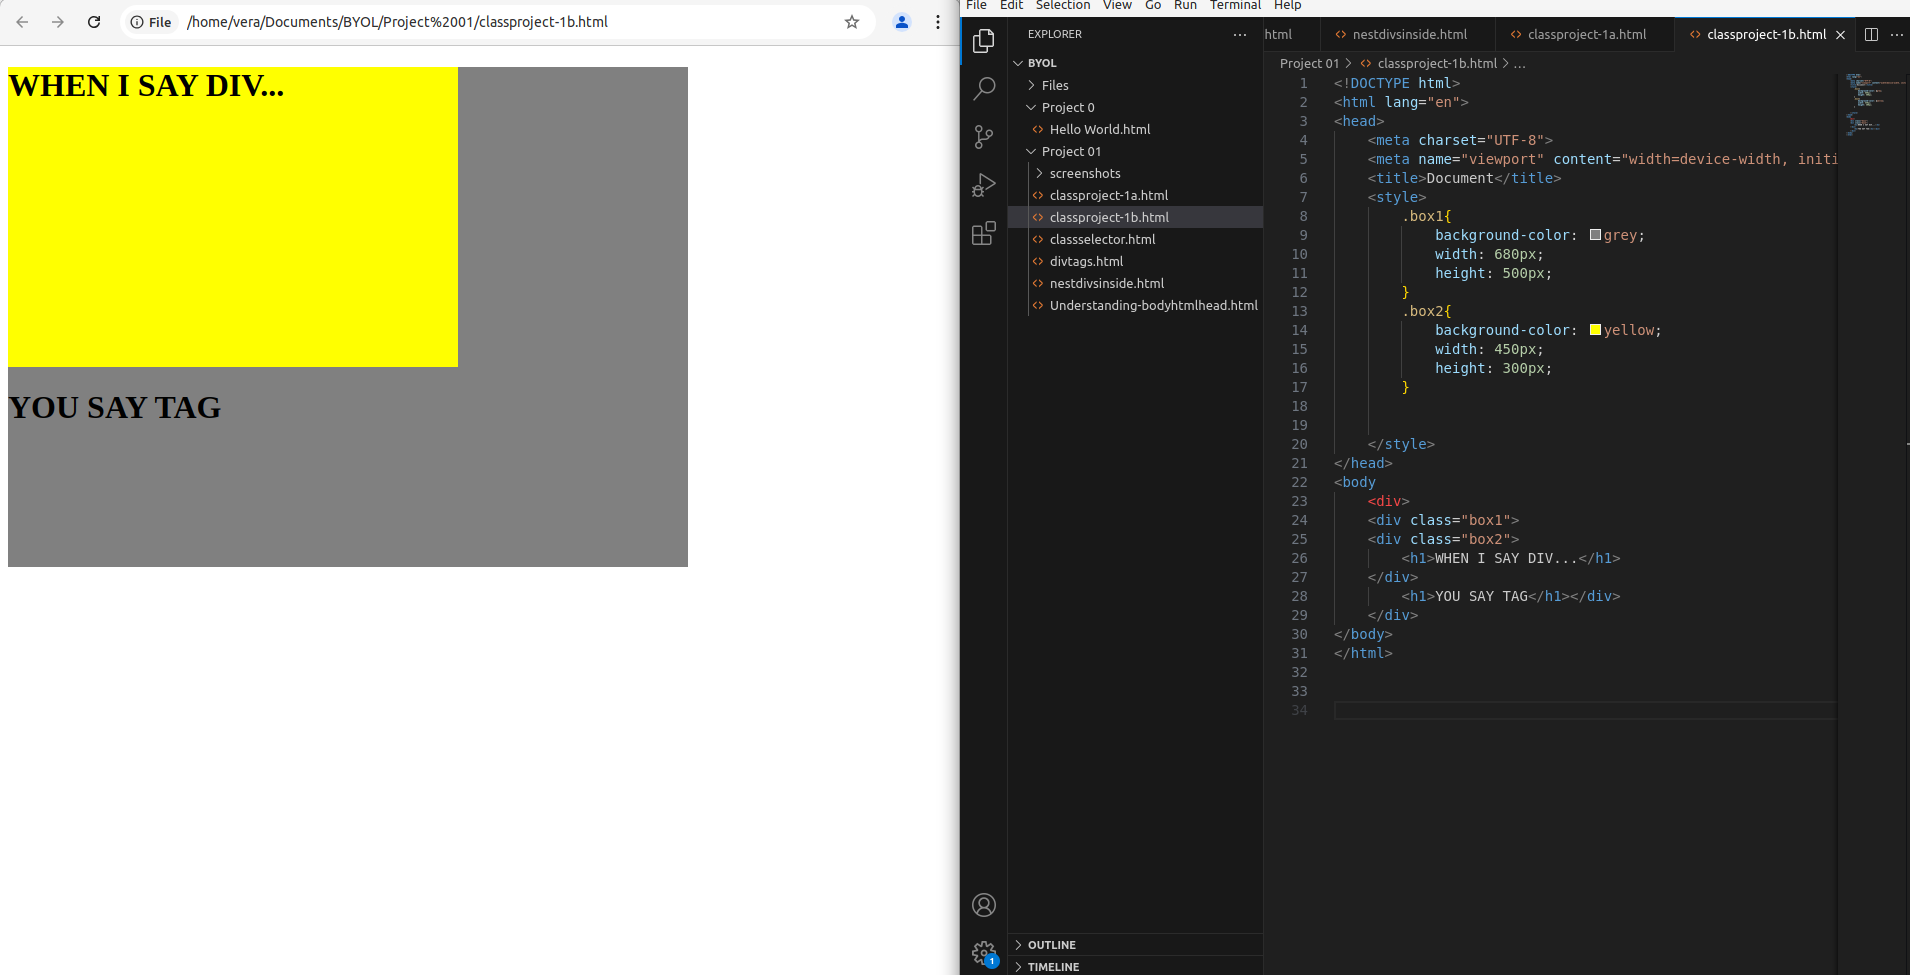 File /home/vera/Documents/BYOL/Project%2001/classproject-1b.html
WHEN I SAY DIV...
YOU SAY TAG
File Edit Selection View Go Run Terminal Help
EXPLORER
BYOL
Files
Project 0
Hello World.html
Project 01
screenshots
classproject-1a.html
classproject-1b.html
classselector.html
divtags.html
nestdivsinside.html
Understanding-bodyhtmlhead.html
OUTLINE
TIMELINE
1
html nestdivsinside.html classproject-1a.html classproject-1b.html
Project 01 > classproject-1b.html > ...
1 <!DOCTYPE html>
2 <html lang="en">
3 <head>
4 <meta charset="UTF-8">
5 <meta name="viewport" content="width=device-width, initi
6 <title>Document</title>
7 <style>
8 .box1{
9 background-color: grey;
10 width: 680px;
11 height: 500px;
12 }
13 .box2{
14 background-color: yellow;
15 width: 450px;
16 height: 300px;
17 }
18
19
20 </style>
21 </head>
22 <body
23 <div>
24 <div class="box1">
25 <div class="box2">
26 <h1>WHEN I SAY DIV...</h1>
27 </div>
28 <h1>YOU SAY TAG</h1></div>
29 </div>
30 </body>
31 </html>
32
33
34